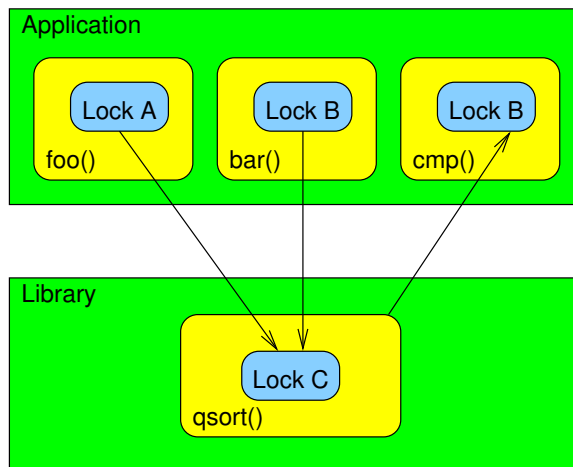 Application
Lock A
Lock B
Lock B
foo()
bar()
cmp()
Library
Lock C
qsort()